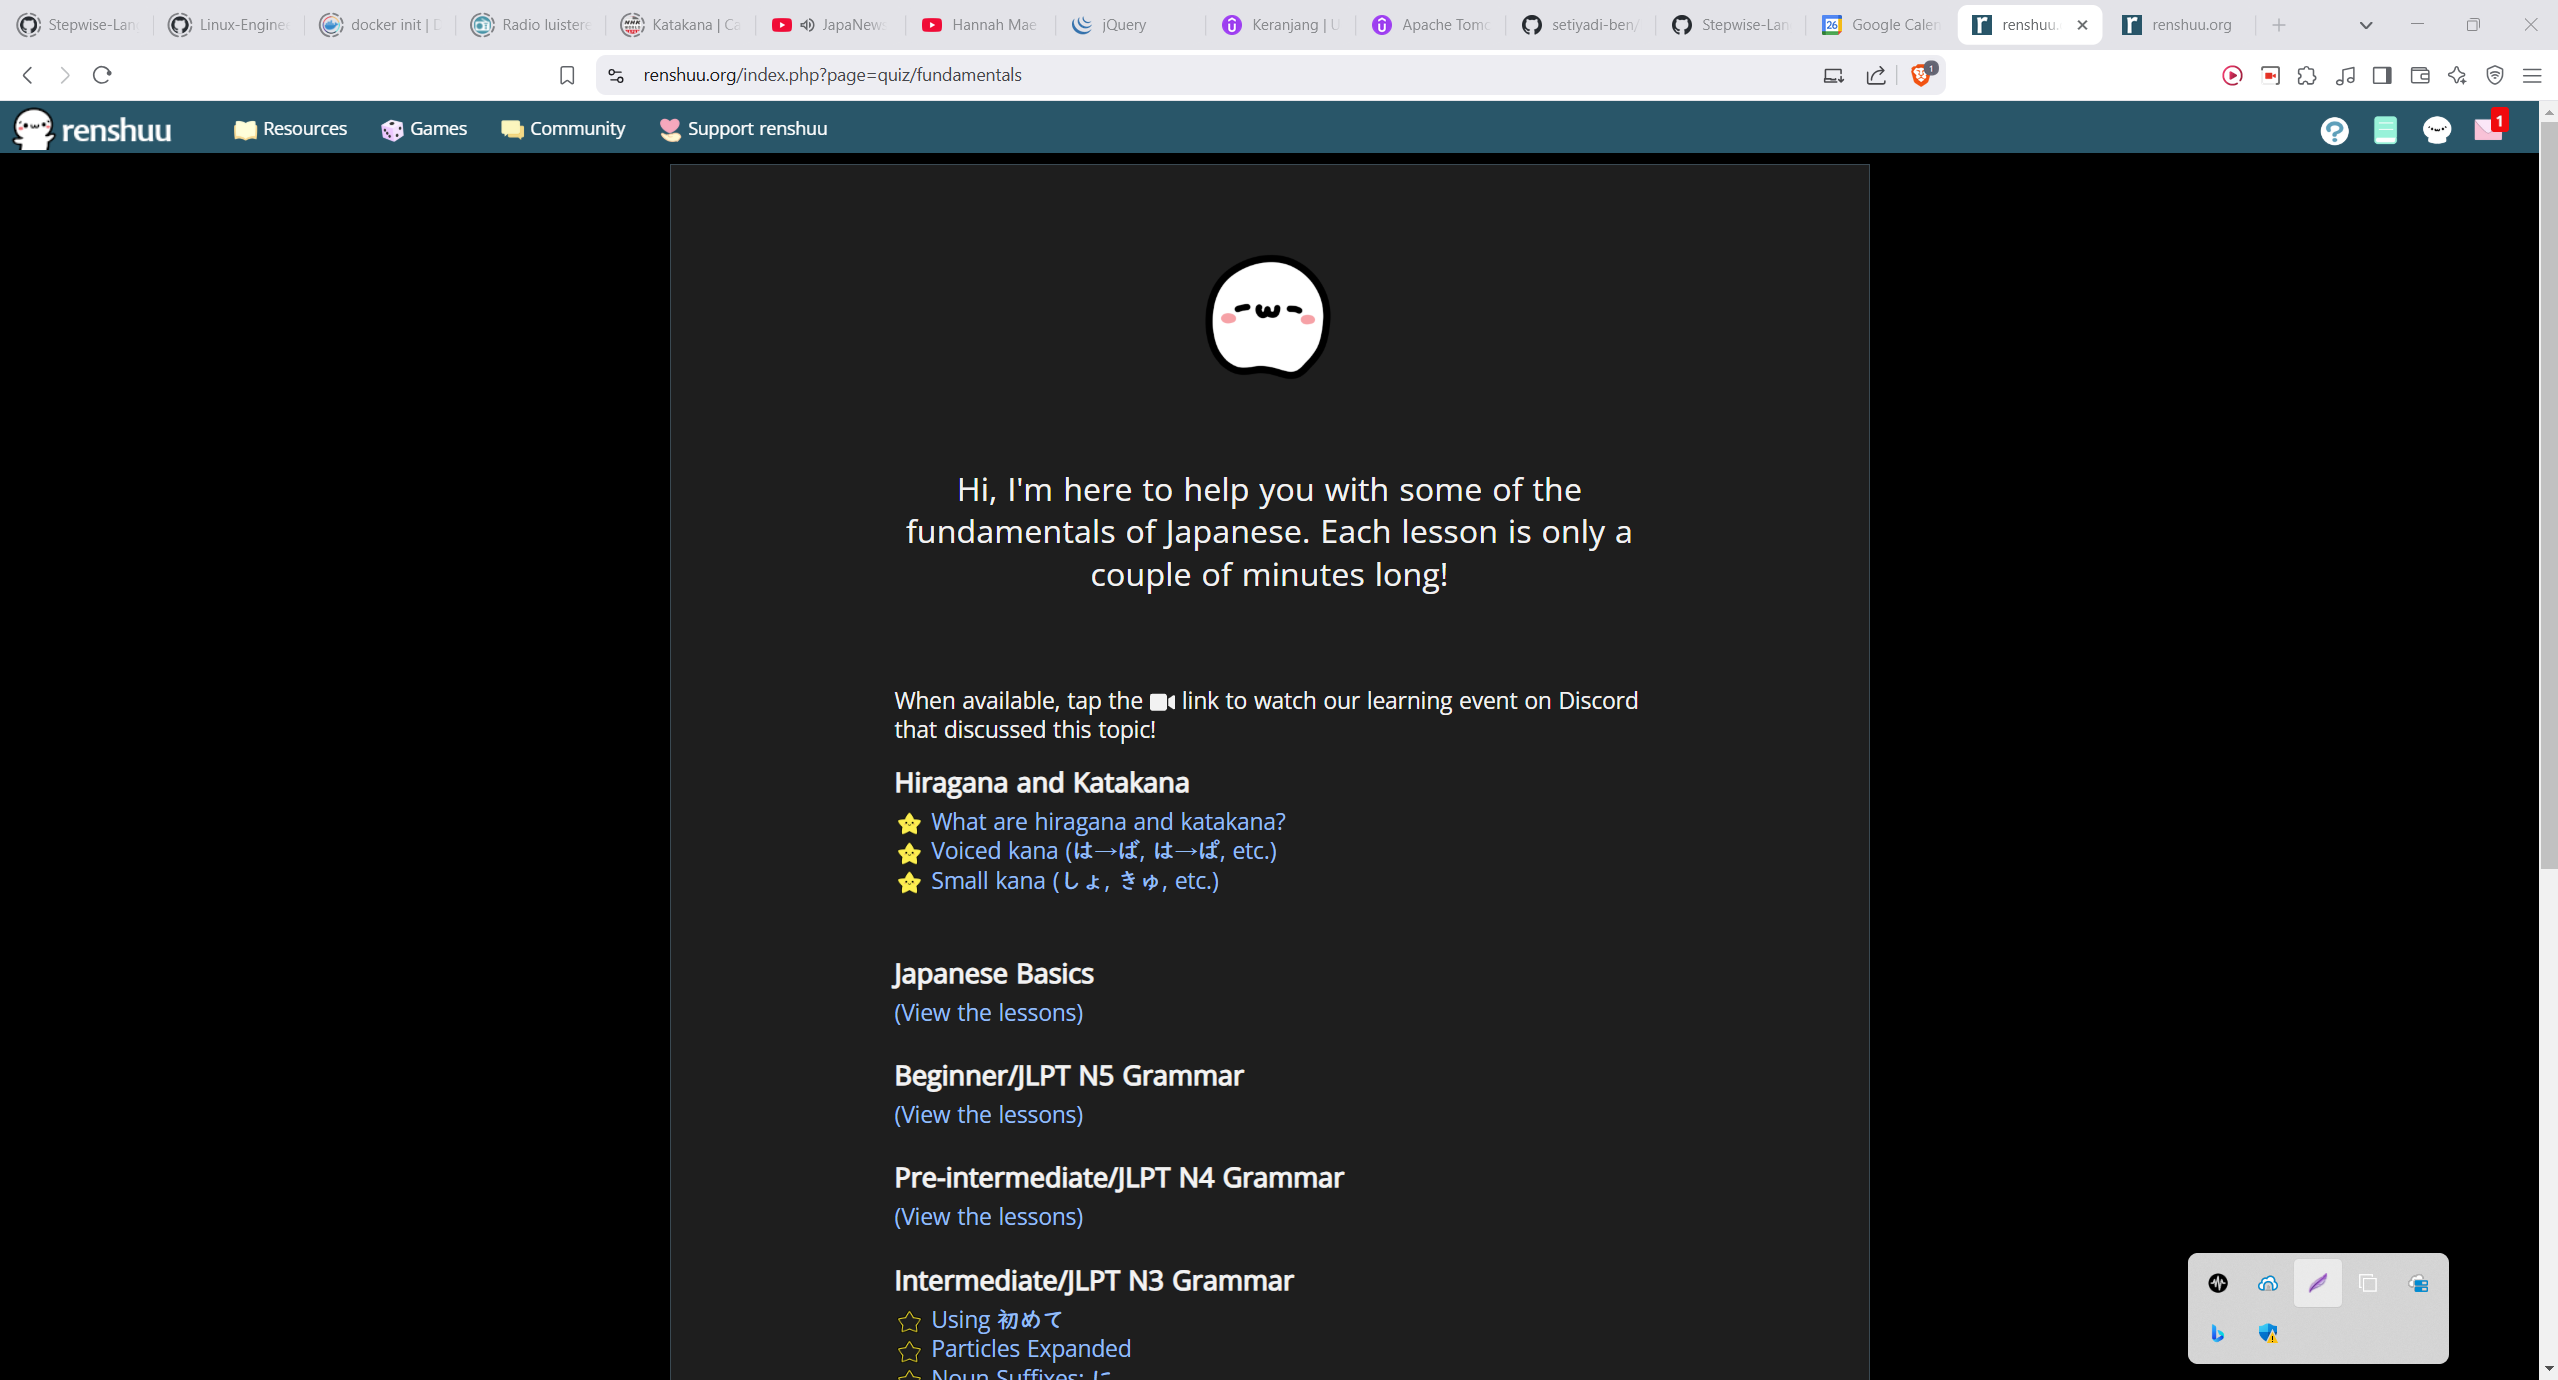 Stepwise-Lan
Linux-Enginee
docker init | D
Radio luistere
Katakana | Ca
JapaNews
Hannah Mae
jQuery
Keranjang | U
Apache Tomc
setiyadi-ben/
Stepwise-Lan
Google Calen
renshuu.
renshuu.org
renshuu.org/index.php?page=quiz/fundamentals
1
renshuu
Resources
Games
Community
Support renshuu
1
Hi, I'm here to help you with some of the
fundamentals of Japanese. Each lesson is only a
couple of minutes long!
When available, tap the link to watch our learning event on Discord
that discussed this topic!
Hiragana and Katakana
What are hiragana and katakana?
Voiced kana (は→ば, は→ぱ, etc.)
Small kana (しょ, きゅ, etc.)
Japanese Basics
(View the lessons)
Beginner/JLPT N5 Grammar
(View the lessons)
Pre-intermediate/JLPT N4 Grammar
(View the lessons)
Intermediate/JLPT N3 Grammar
Using 初めて
Particles Expanded
Noun Suffixes: に